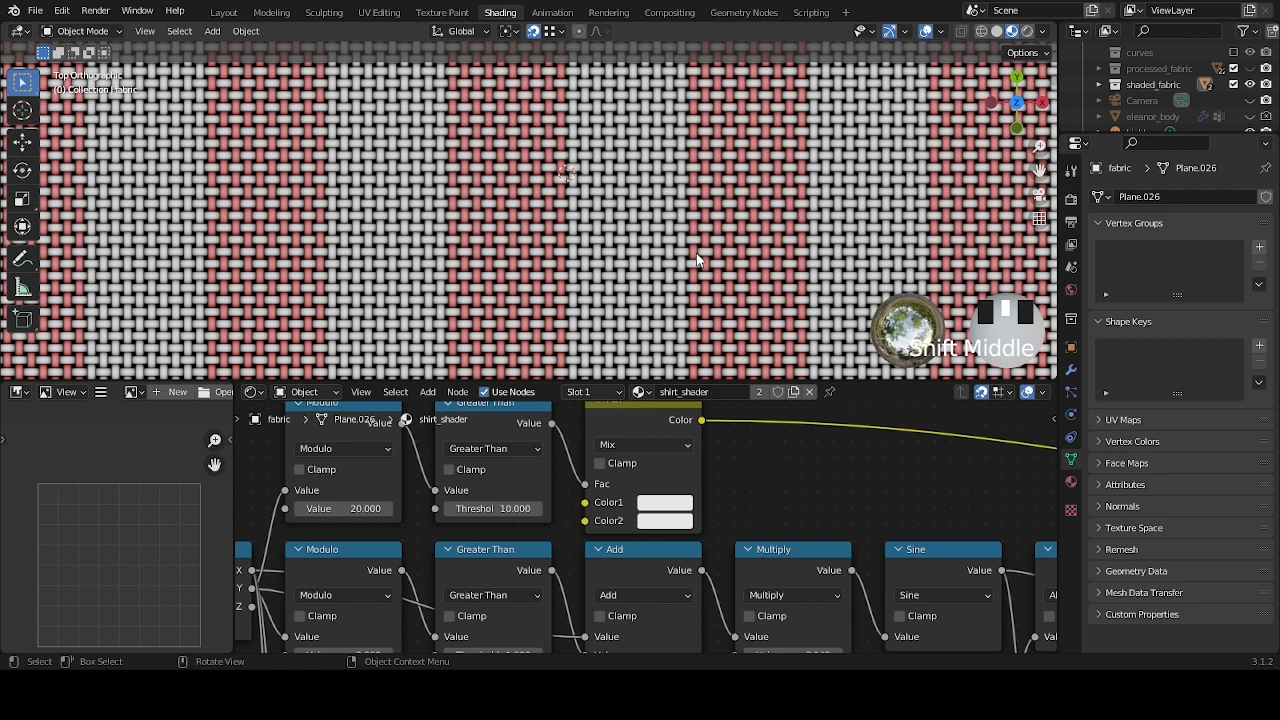 File Edit Render Window Help Layout Modeling Sculpting UV Editing Texture Paint Shading Animation Rendering Compositing Geometry Nodes Scripting + Scene ViewLayer
Object Mode View Select Add Object Global
Options
Top Orthographic
(0) Collection | fabric
Y
Z X
curves
processed_fabric
shaded_fabric 2
Camera
eleanor_body
fabric > Plane.026
Plane.026
Vertex Groups
Shape Keys
UV Maps
Vertex Colors
Face Maps
Attributes
Normals
Texture Space
Remesh
Geometry Data
Mesh Data Transfer
Custom Properties
Shift Middle
View New Open Object View Select Add Node Use Nodes Slot 1 shirt_shader 2
fabric > Plane.026 > shirt_shader
Modulo
Value
Modulo
Clamp
Value
Value 20.000
Greater Than
Value
Greater Than
Clamp
Value
Threshol 10.000
Color
Mix
Clamp
Fac
Color1
Color2
X
Y
Z
Modulo
Value
Modulo
Clamp
Value
Greater Than
Value
Greater Than
Clamp
Value
Add
Value
Add
Clamp
Value
Multiply
Value
Multiply
Clamp
Value
Sine
Value
Sine
Clamp
Value
Select Box Select Rotate View Object Context Menu 3.1.2